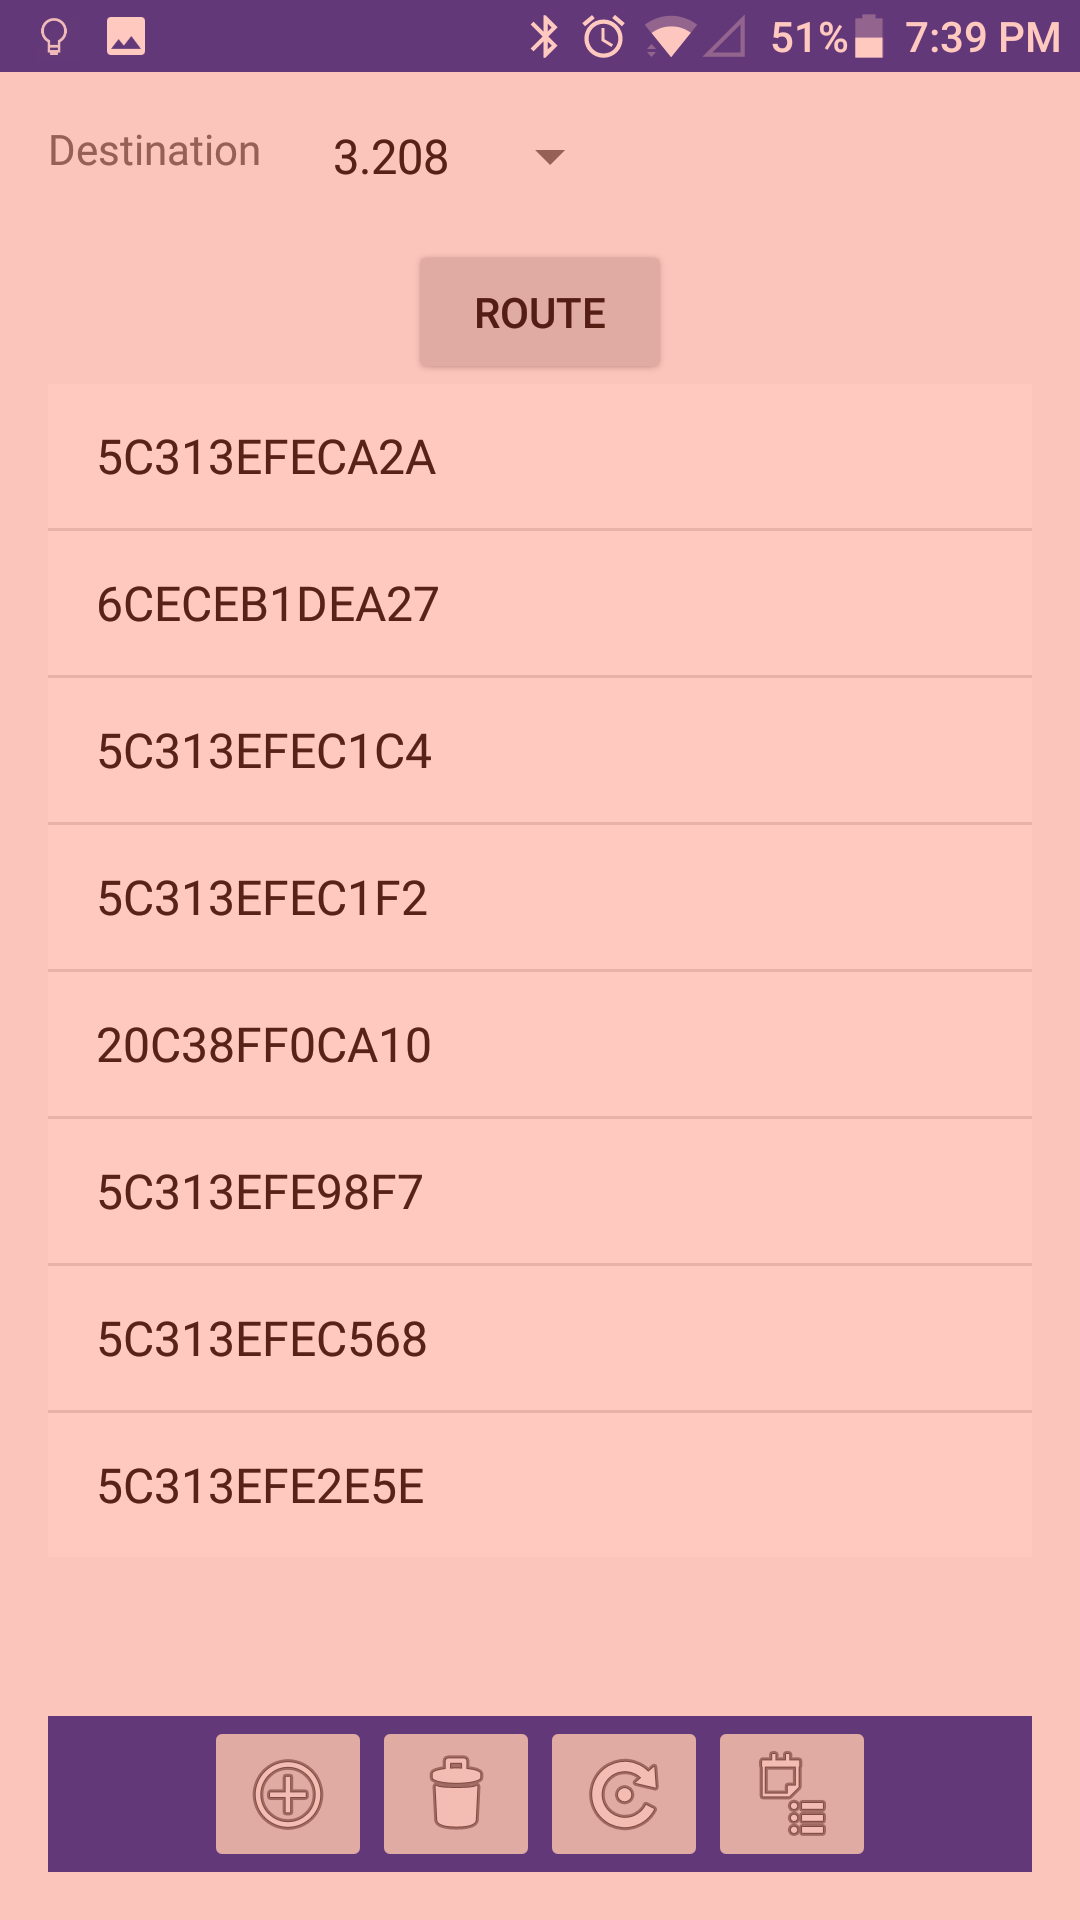 51% 7:39 PM
Destination 3.208
ROUTE
5C313EFECA2A
6CECEB1DEA27
5C313EFEC1C4
5C313EFEC1F2
20C38FF0CA10
5C313EFE98F7
5C313EFEC568
5C313EFE2E5E